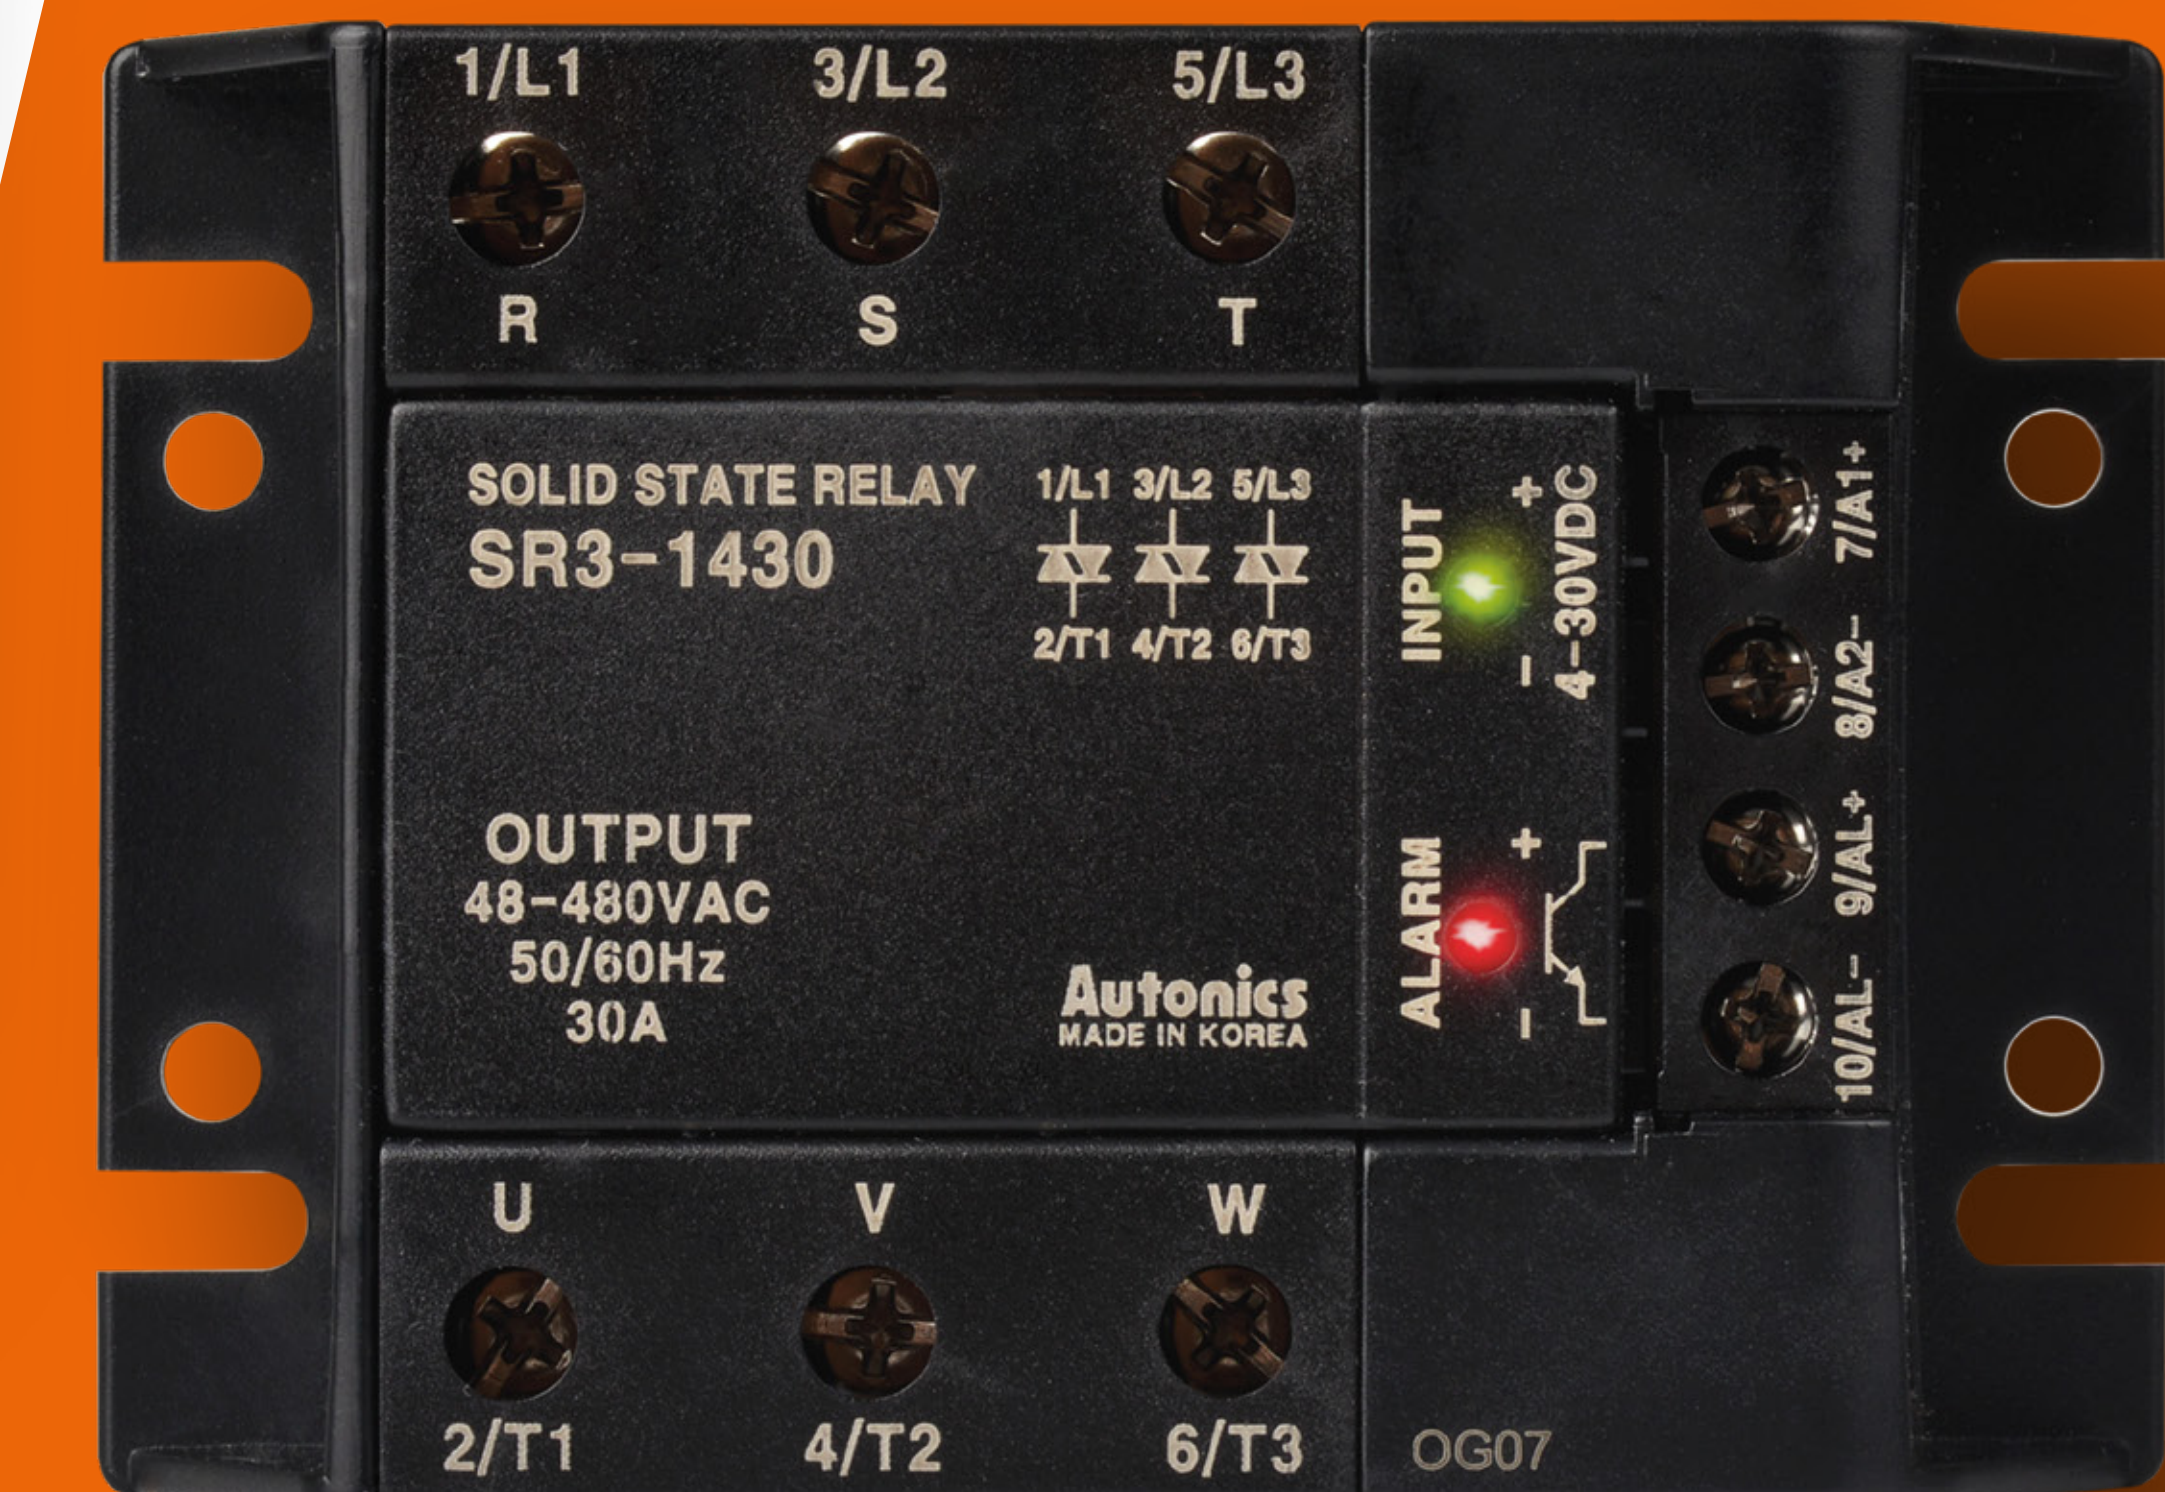 1/L1 3/L2 5/L3
R S T
SOLID STATE RELAY
SR3-1430
1/L1 3/L2 5/L3
2/T1 4/T2 6/T3
OUTPUT
48-480VAC
50/60Hz
30A
Autonics
MADE IN KOREA
INPUT
+
-
4-30VDC
ALARM
+
-
7/A1+
8/A2-
9/AL+
10/AL-
U V W
2/T1 4/T2 6/T3
OG07